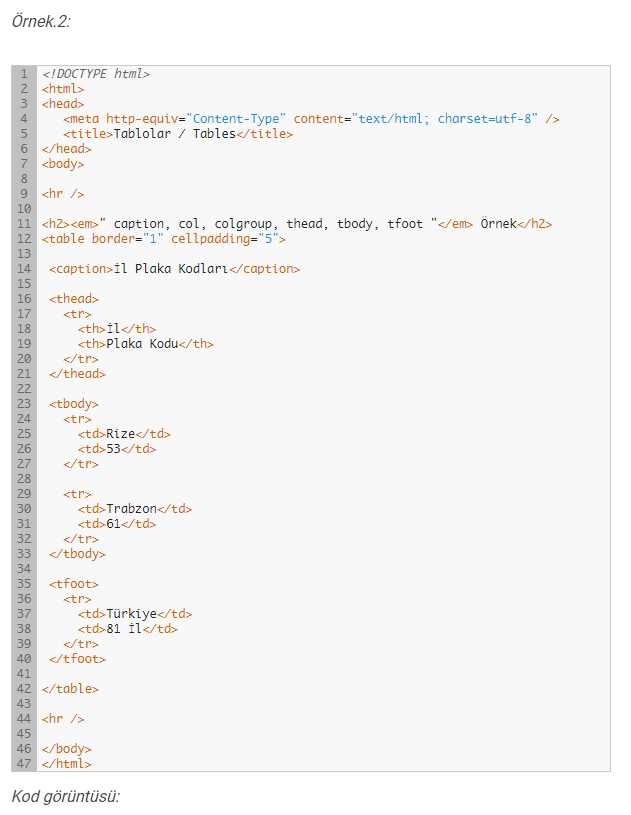 Örnek.2:
1 <!DOCTYPE html>
2 <html>
3 <head>
4    <meta http-equiv="Content-Type" content="text/html; charset=utf-8" />
5    <title>Tablolar / Tables</title>
6 </head>
7 <body>
8
9 <hr />
10
11 <h2><em>" caption, col, colgroup, thead, tbody, tfoot "</em> Örnek</h2>
12 <table border="1" cellpadding="5">
13
14  <caption>İl Plaka Kodları</caption>
15
16  <thead>
17    <tr>
18      <th>İl</th>
19      <th>Plaka Kodu</th>
20    </tr>
21  </thead>
22
23  <tbody>
24    <tr>
25      <td>Rize</td>
26      <td>53</td>
27    </tr>
28
29    <tr>
30      <td>Trabzon</td>
31      <td>61</td>
32    </tr>
33  </tbody>
34
35  <tfoot>
36    <tr>
37      <td>Türkiye</td>
38      <td>81 İl</td>
39    </tr>
40  </tfoot>
41
42 </table>
43
44 <hr />
45
46 </body>
47 </html>
Kod görüntüsü: